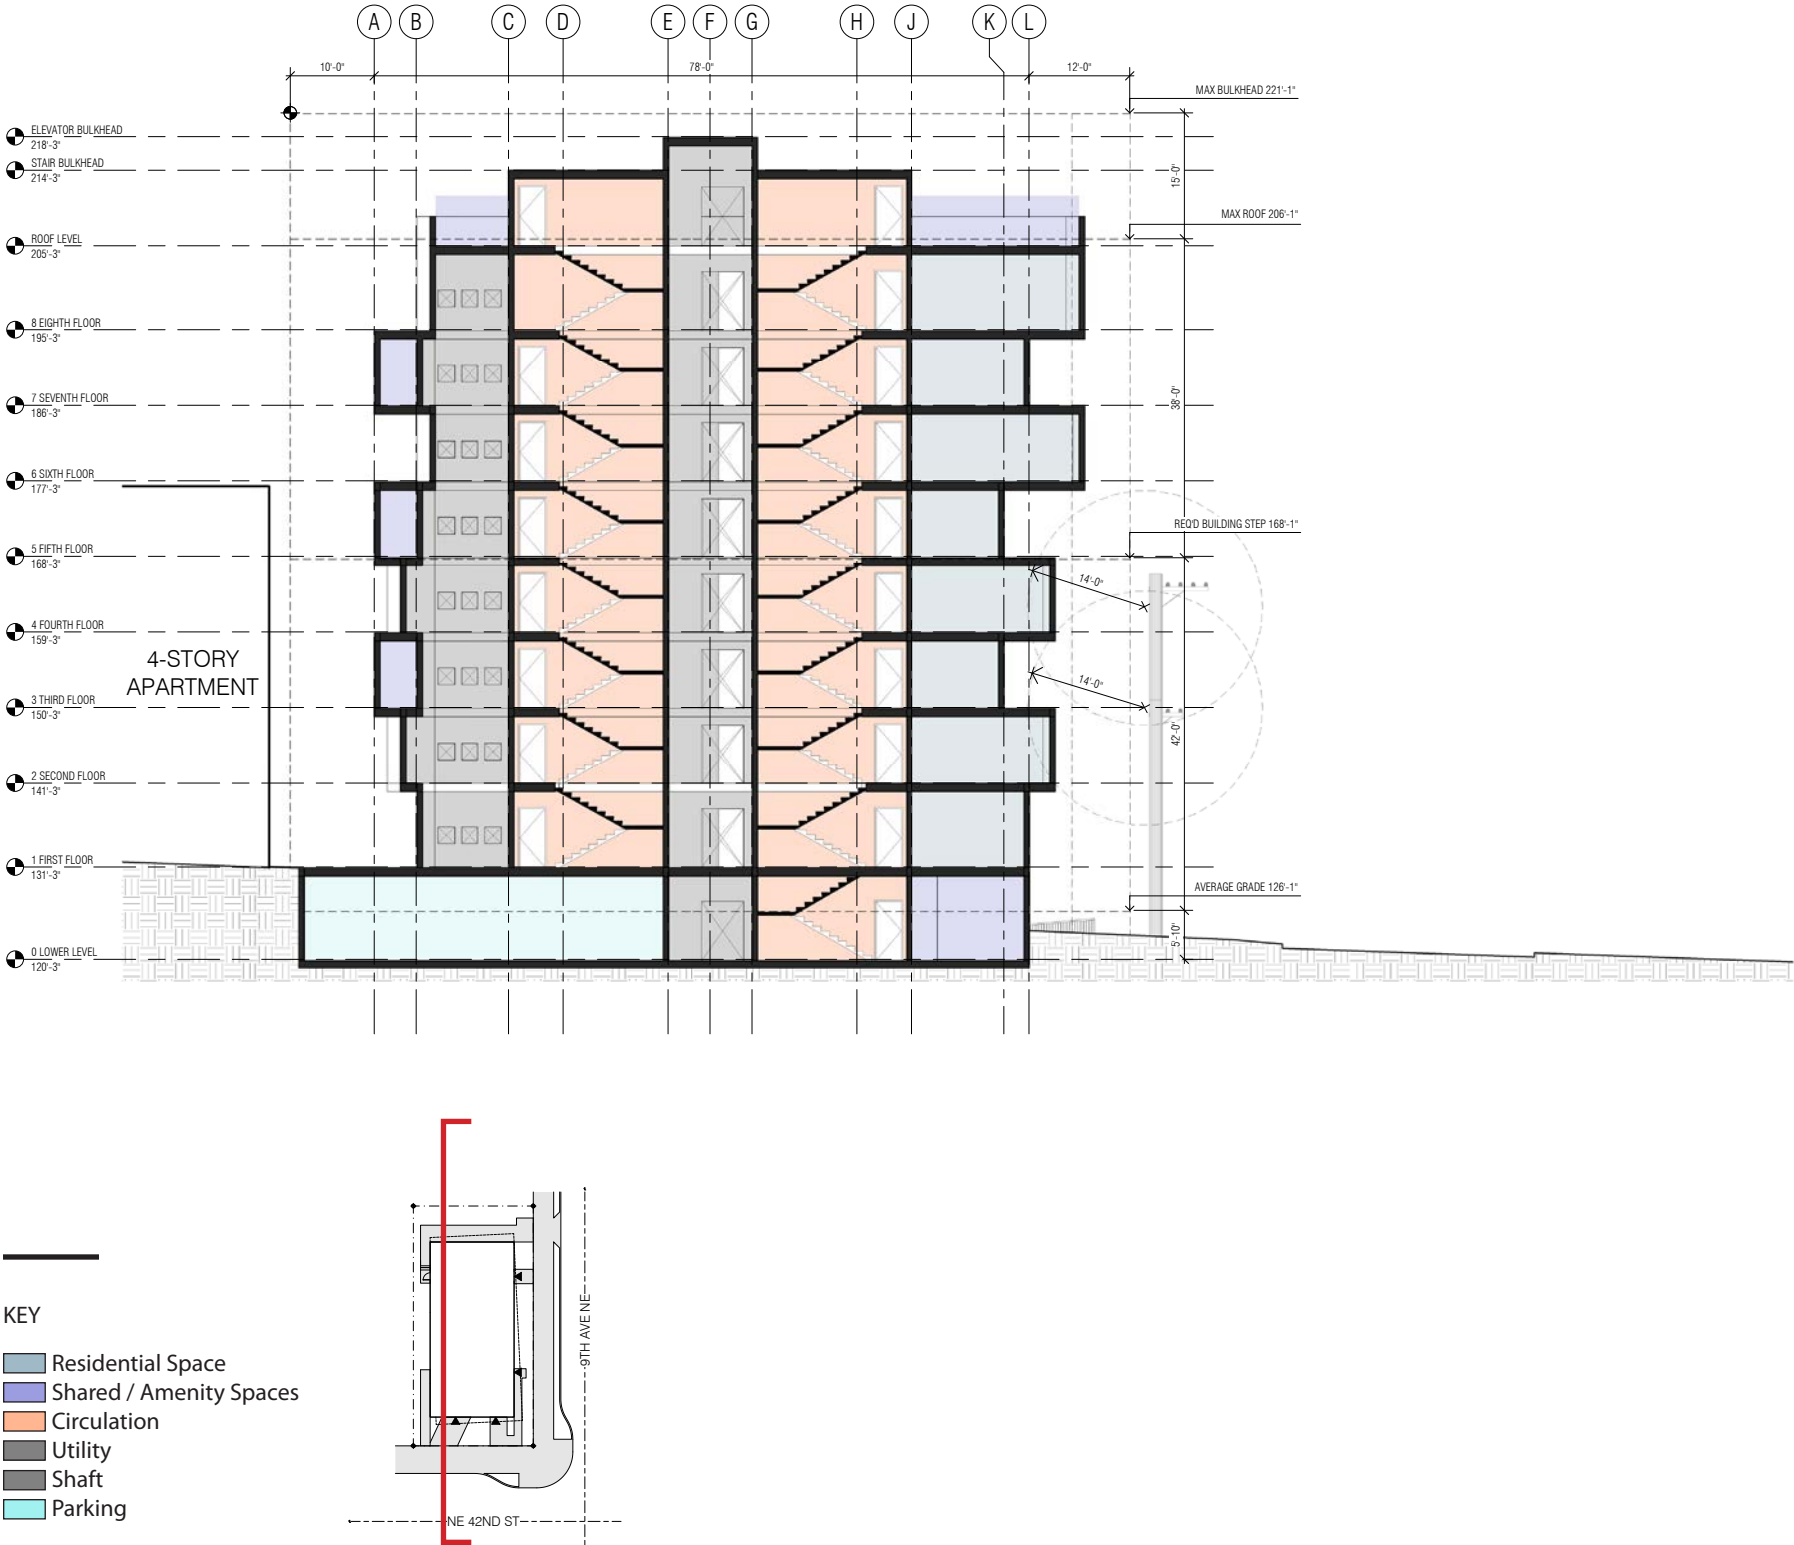 A B C D E F G H J K L
10'-0" 78'-0" 12'-0"
MAX BULKHEAD 221'-1"
ELEVATOR BULKHEAD
218'-3"
STAIR BULKHEAD
214'-3"
15'-0"
MAX ROOF 206'-1"
ROOF LEVEL
205'-3"
8 EIGHTH FLOOR
195'-3"
7 SEVENTH FLOOR
186'-3"
38'-0"
6 SIXTH FLOOR
177'-3"
REQ'D BUILDING STEP 168'-1"
5 FIFTH FLOOR
168'-3"
14'-0"
4 FOURTH FLOOR
159'-3"
4-STORY
APARTMENT
14'-0"
3 THIRD FLOOR
150'-3"
42'-0"
2 SECOND FLOOR
141'-3"
1 FIRST FLOOR
131'-3"
AVERAGE GRADE 126'-1"
5'-10"
0 LOWER LEVEL
120'-3"
9TH AVE NE
NE 42ND ST
KEY
Residential Space
Shared / Amenity Spaces
Circulation
Utility
Shaft
Parking